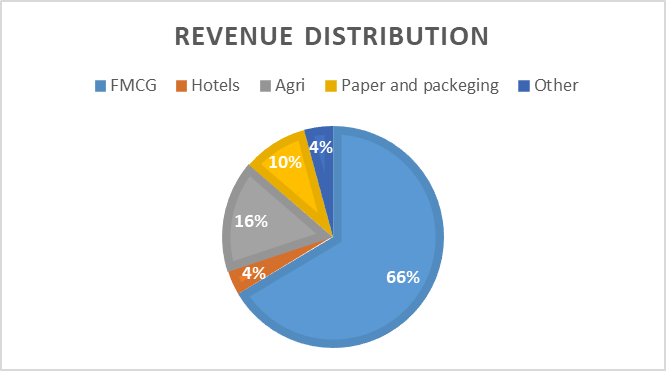 REVENUE DISTRIBUTION
FMCG Hotels Agri Paper and packeging Other
4%
10%
16%
4%
66%